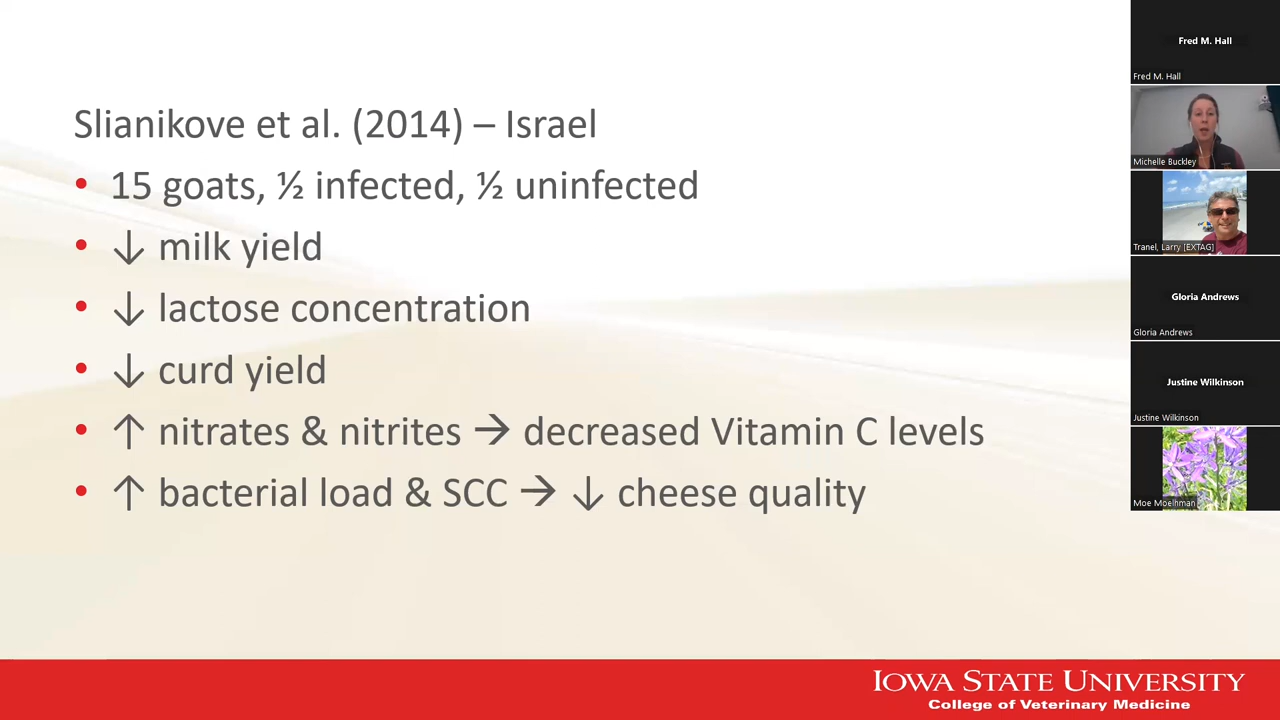 Slianikove et al. (2014) – Israel
• 15 goats, ½ infected, ½ uninfected
• ↓ milk yield
• ↓ lactose concentration
• ↓ curd yield
• ↑ nitrates & nitrites → decreased Vitamin C levels
• ↑ bacterial load & SCC → ↓ cheese quality
IOWA STATE UNIVERSITY
College of Veterinary Medicine
Fred M. Hall
Fred M. Hall
Michelle Buckley
Tranel, Larry [EXTAG]
Gloria Andrews
Gloria Andrews
Justine Wilkinson
Justine Wilkinson
Moe Moelhman